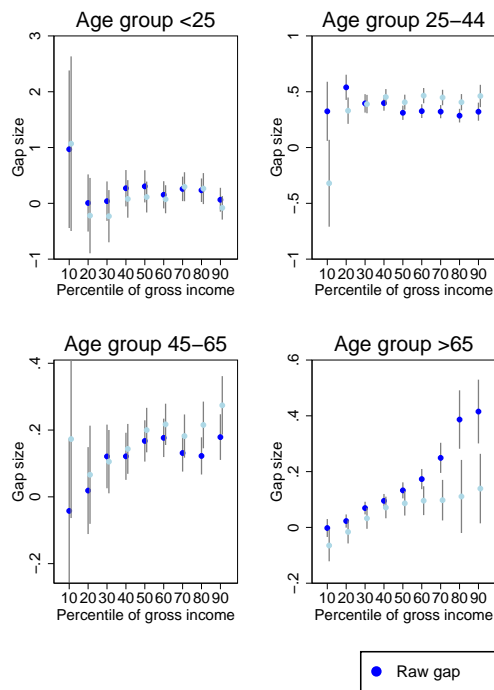 Age group <25
Gap size
3
2
1
0
−1
10 20 30 40 50 60 70 80 90
Percentile of gross income
Age group 25−44
Gap size
1
.5
0
−.5
−1
10 20 30 40 50 60 70 80 90
Percentile of gross income
Age group 45−65
Gap size
.4
.2
0
−.2
10 20 30 40 50 60 70 80 90
Percentile of gross income
Age group >65
Gap size
.6
.4
.2
0
−.2
10 20 30 40 50 60 70 80 90
Percentile of gross income
Raw gap